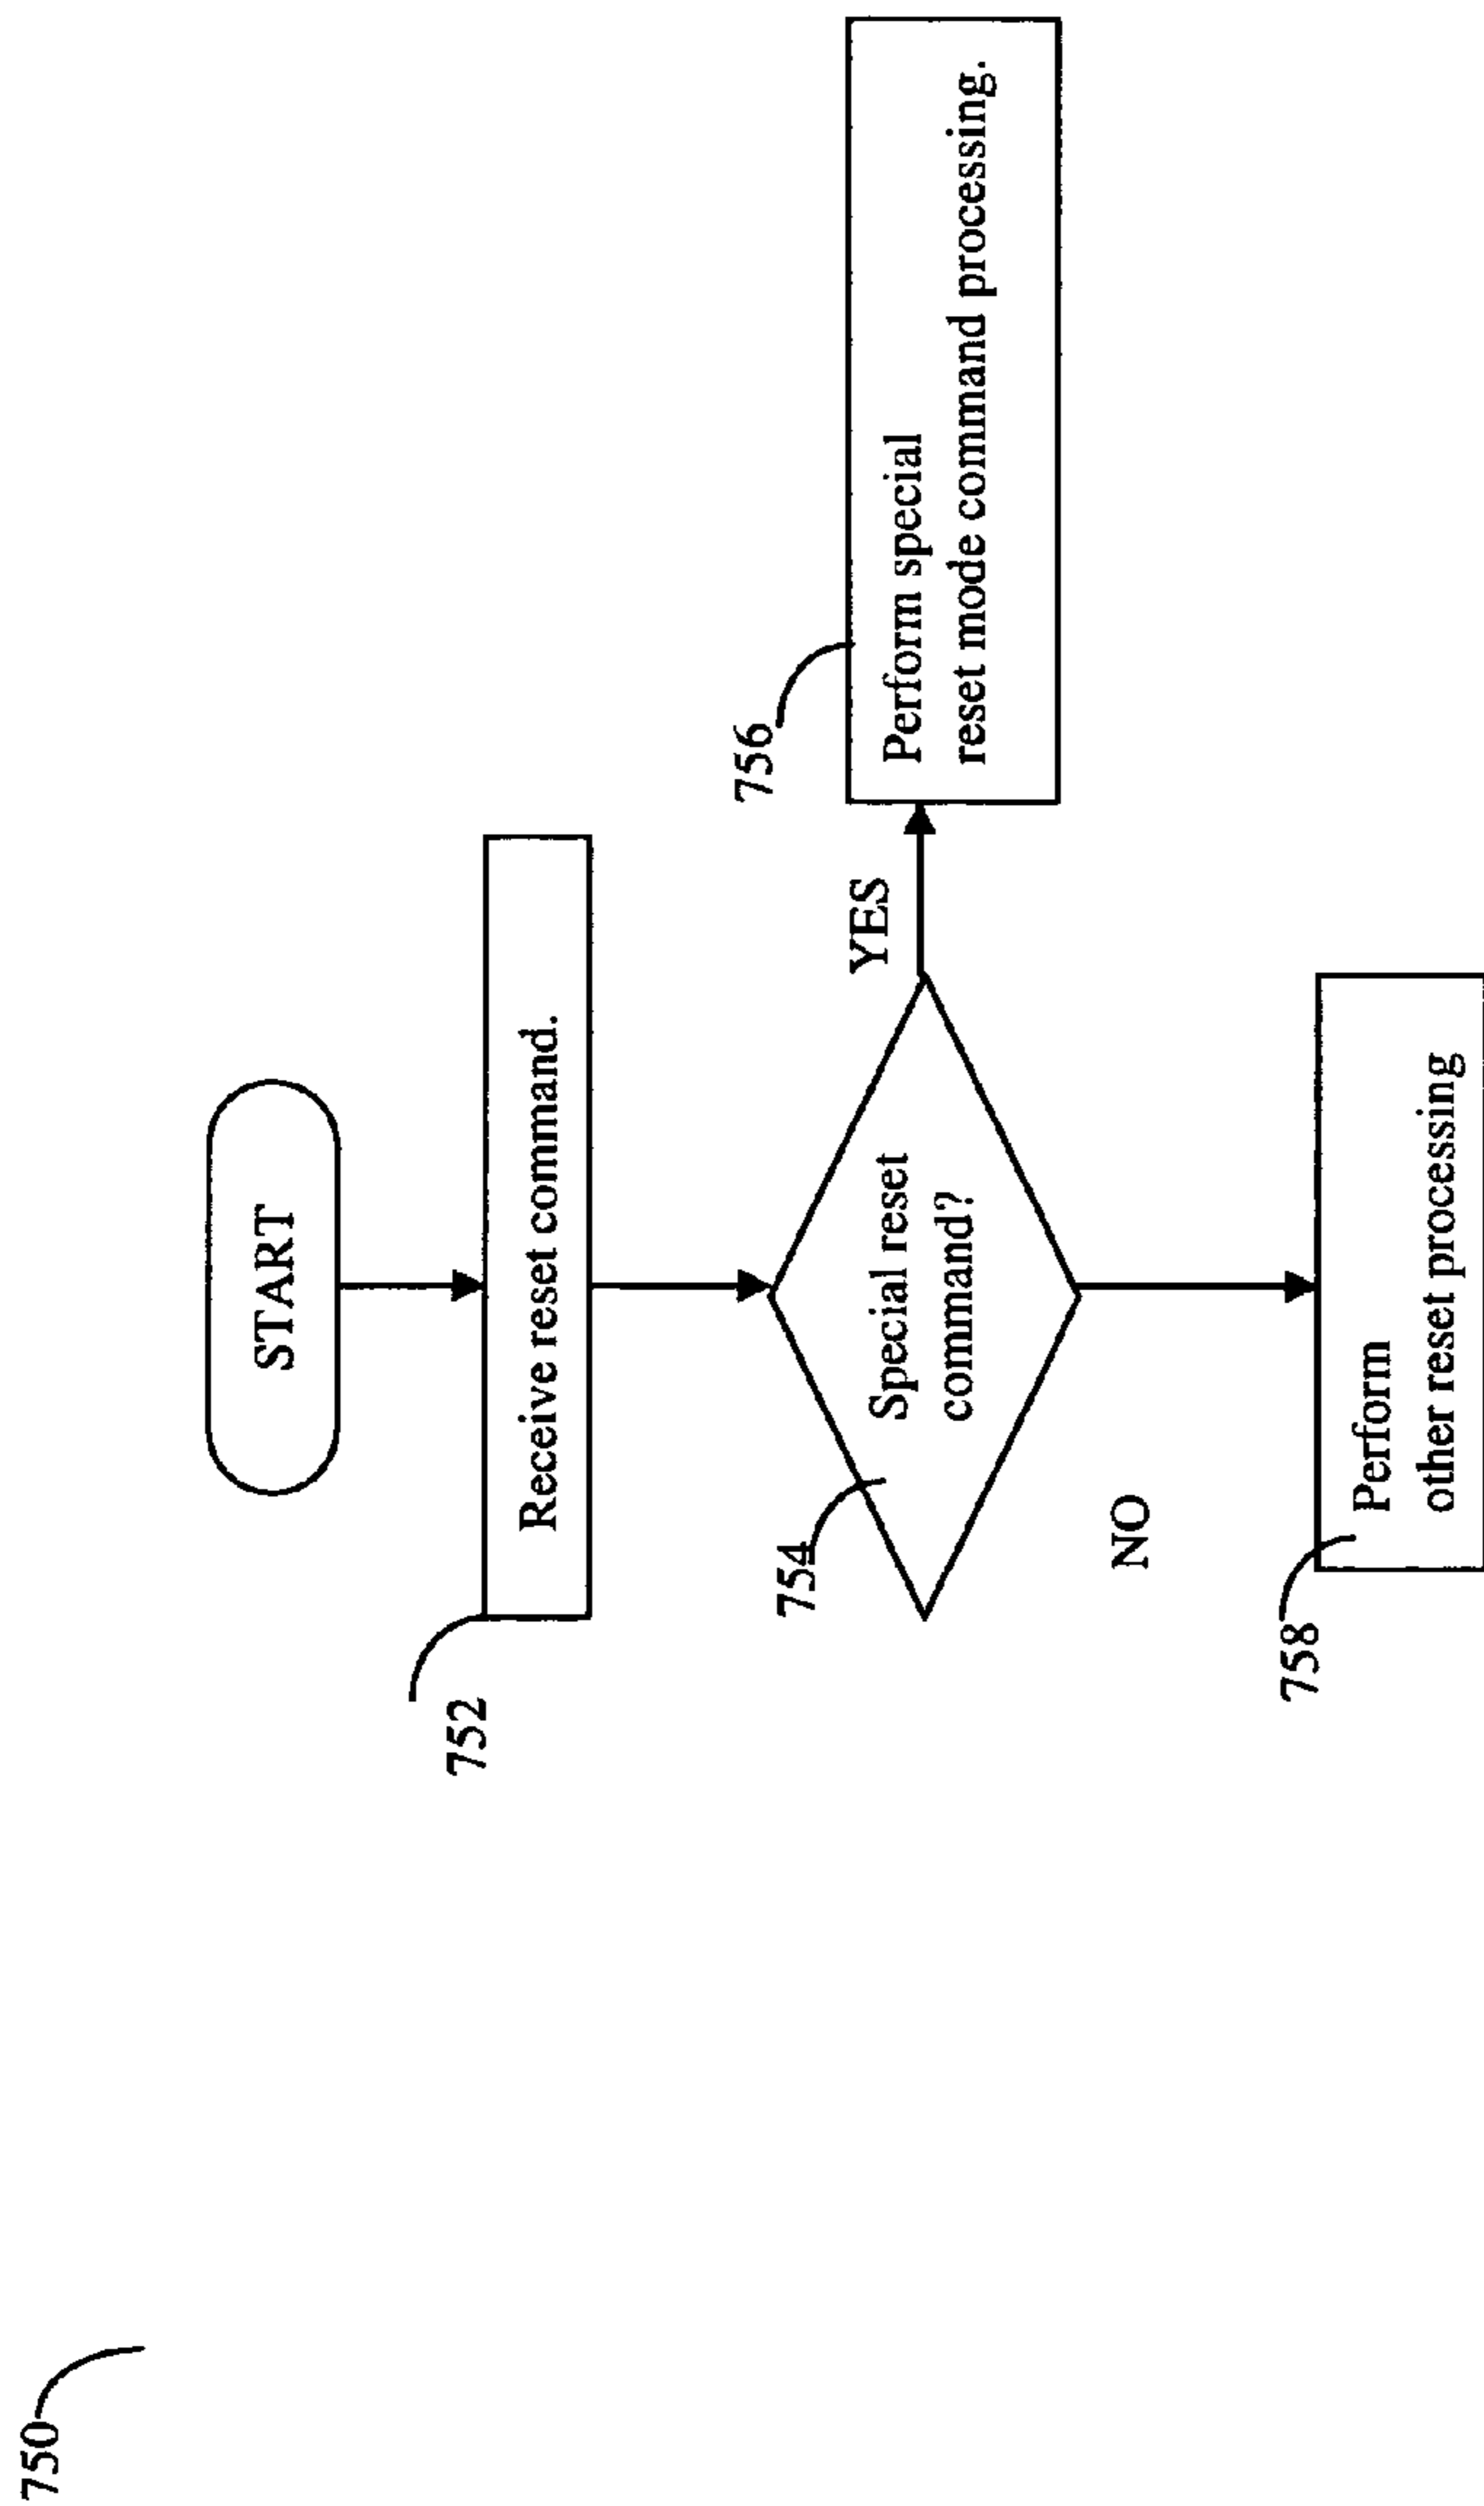 750
START
752
Receive reset command.
754
Special reset
command?
YES
756
Perform special
reset mode command processing.
NO
758
Perform
other reset processing